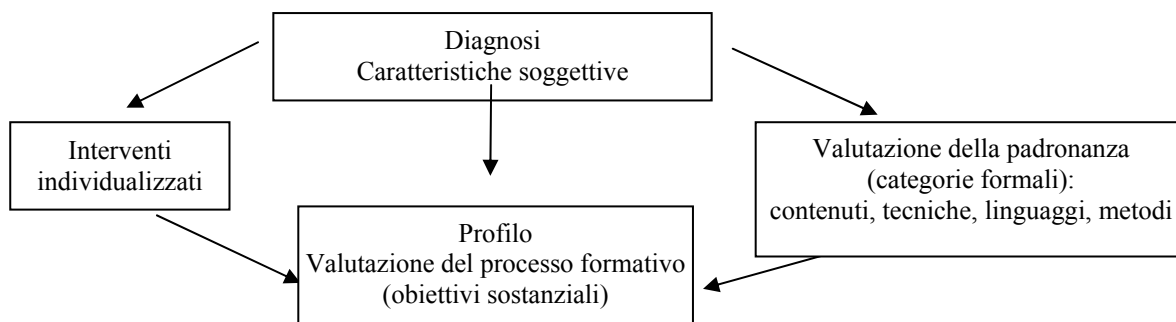 Diagnosi
Caratteristiche soggettive
Interventi
individualizzati
Valutazione della padronanza
(categorie formali):
contenuti, tecniche, linguaggi, metodi
Profilo
Valutazione del processo formativo
(obiettivi sostanziali)